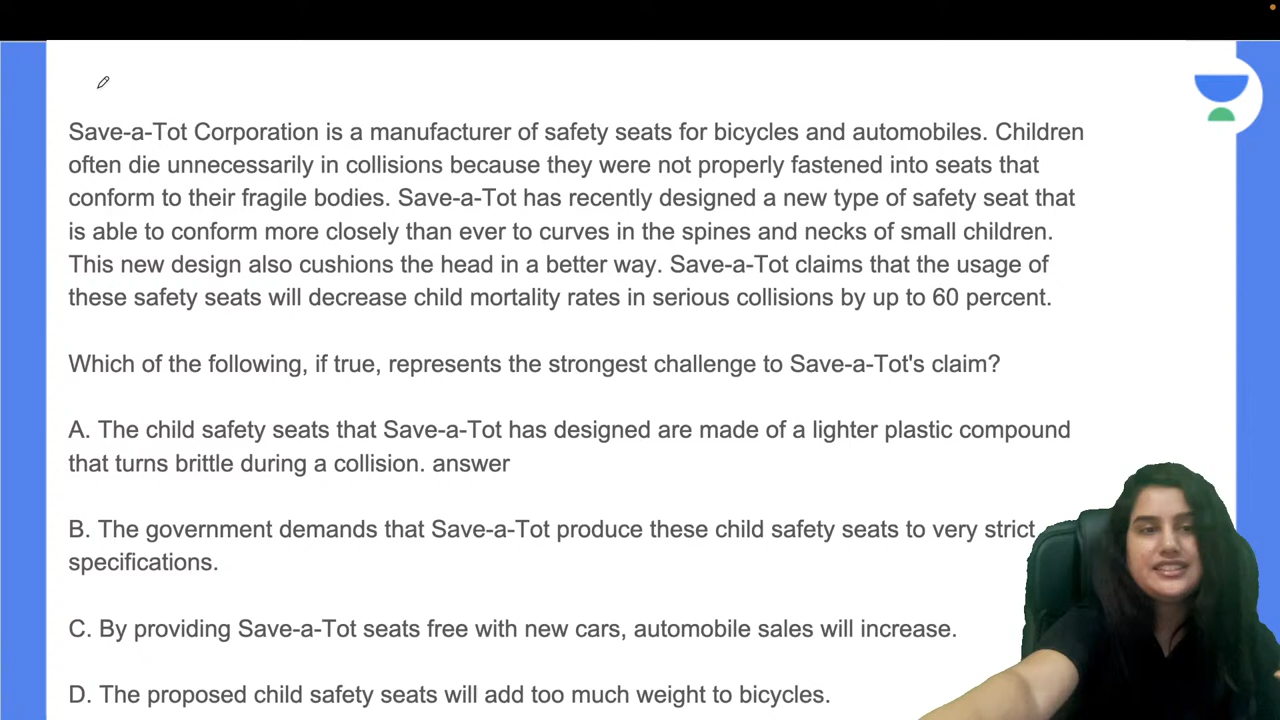 Save-a-Tot Corporation is a manufacturer of safety seats for bicycles and automobiles. Children
often die unnecessarily in collisions because they were not properly fastened into seats that
conform to their fragile bodies. Save-a-Tot has recently designed a new type of safety seat that
is able to conform more closely than ever to curves in the spines and necks of small children.
This new design also cushions the head in a better way. Save-a-Tot claims that the usage of
these safety seats will decrease child mortality rates in serious collisions by up to 60 percent.
Which of the following, if true, represents the strongest challenge to Save-a-Tot's claim?
A. The child safety seats that Save-a-Tot has designed are made of a lighter plastic compound
that turns brittle during a collision. answer
B. The government demands that Save-a-Tot produce these child safety seats to very strict
specifications.
C. By providing Save-a-Tot seats free with new cars, automobile sales will increase.
D. The proposed child safety seats will add too much weight to bicycles.